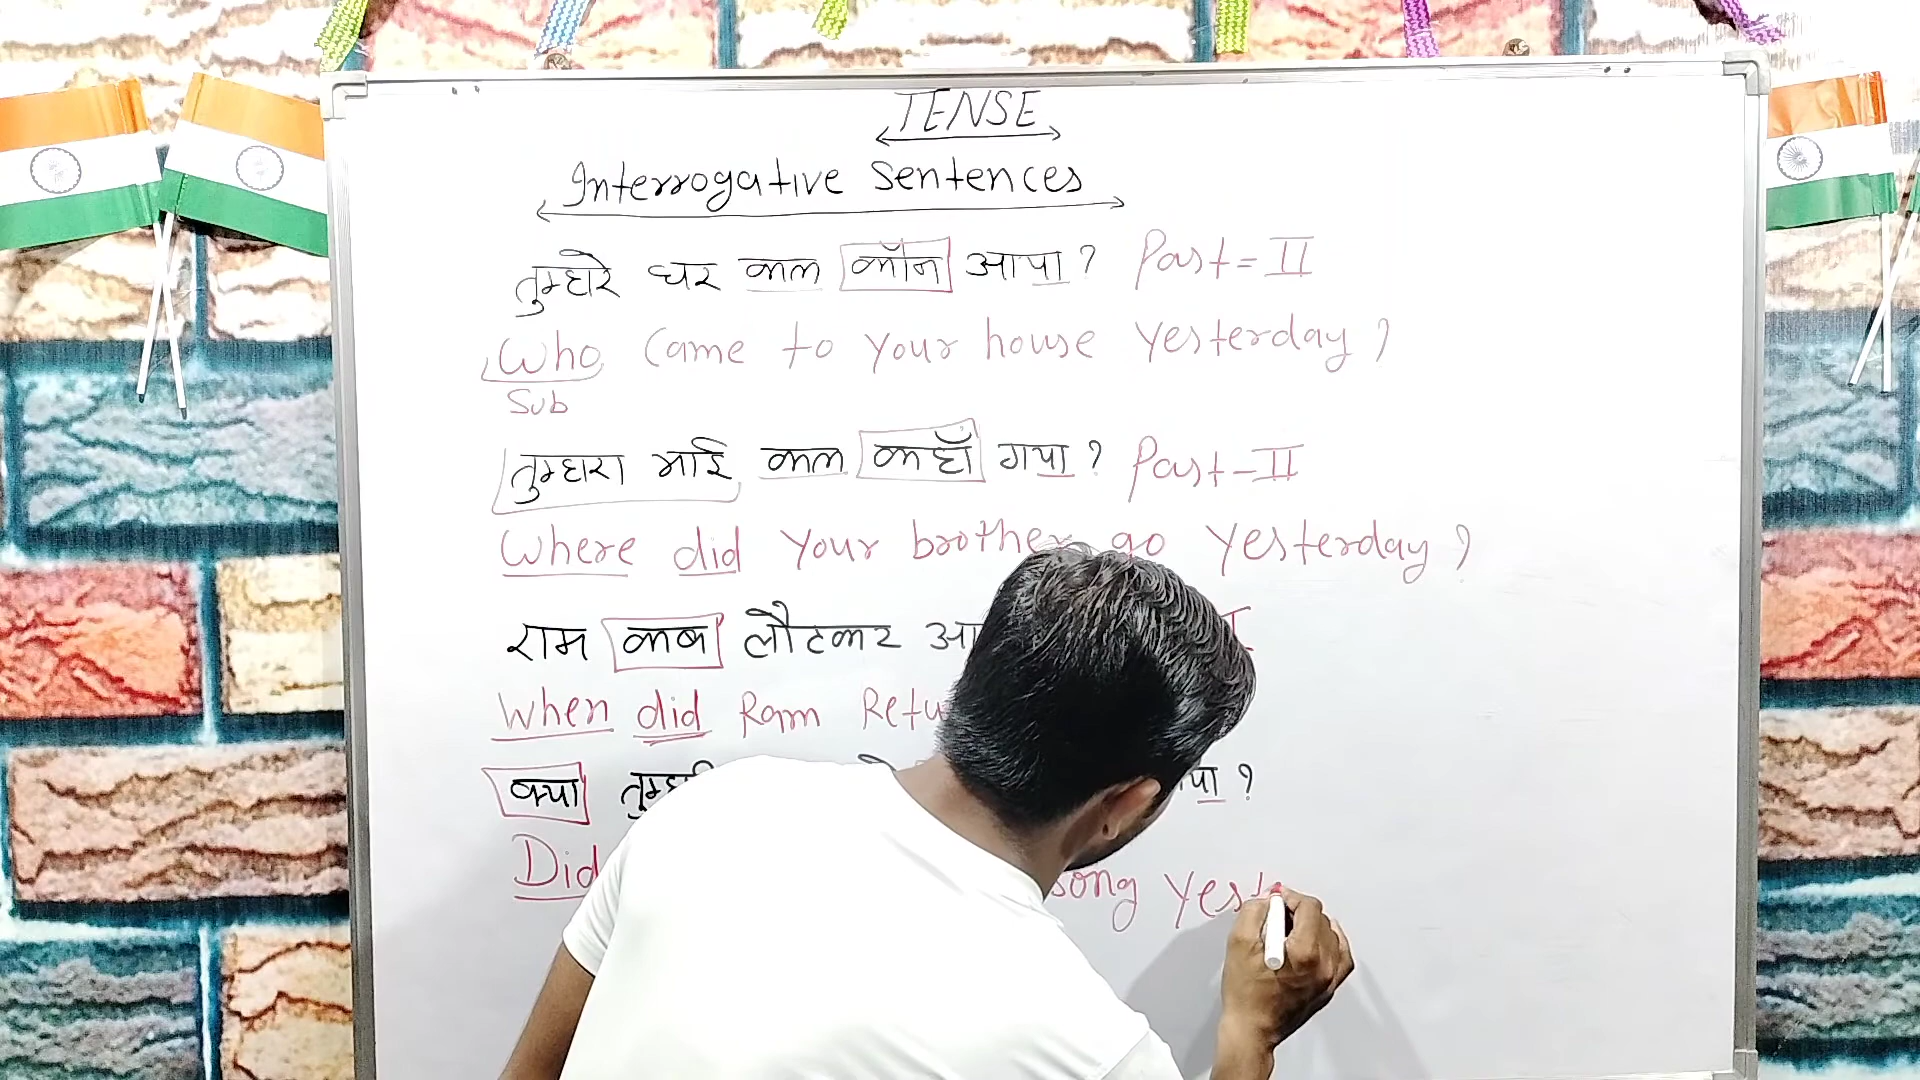 TENSE
Interrogative Sentences
तुम्हारे घर कल कौन आया? Past = II
Who Came to your house yesterday?
Sub
तुम्हारा भाई कल कहाँ गया? Past - II
Where did your brother go yesterday?
राम कब लौटकर
When did Ram
क्या ?
Did song